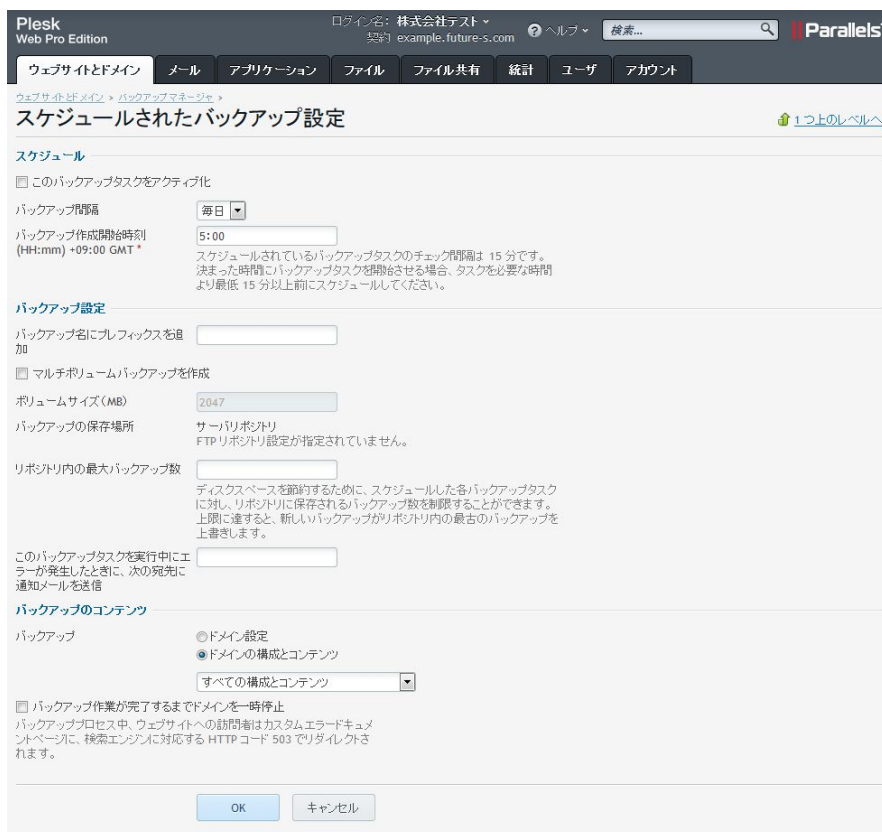 Plesk
Web Pro Edition
ログイン名: 株式会社テスト
契約 example.future-s.com
ヘルプ
検索...
Parallels
ウェブサイトとドメイン
メール
アプリケーション
ファイル
ファイル共有
統計
ユーザ
アカウント
ウェブサイトとドメイン > バックアップマネージャ >
スケジュールされたバックアップ設定
1つ上のレベルへ
スケジュール
このバックアップタスクをアクティブ化
バックアップ間隔
毎日
バックアップ作成開始時刻
(HH:mm) +09:00 GMT *
5:00
スケジュールされているバックアップタスクのチェック間隔は 15 分です。
決まった時間にバックアップタスクを開始させる場合、タスクを必要な時間
より最低 15 分以上前にスケジュールしてください。
バックアップ設定
バックアップ名にプレフィックスを追
加
マルチボリュームバックアップを作成
ボリュームサイズ(MB)
2047
バックアップの保存場所
サーバリポジトリ
FTP リポジトリ設定が指定されていません。
リポジトリ内の最大バックアップ数
ディスクスペースを節約するために、スケジュールした各バックアップタスク
に対し、リポジトリに保存されるバックアップ数を制限することができます。
上限に達すると、新しいバックアップがリポジトリ内の最古のバックアップを
上書きします。
このバックアップタスクを実行中にエ
ラーが発生したときに、次の宛先に
通知メールを送信
バックアップのコンテンツ
バックアップ
ドメイン設定
ドメインの構成とコンテンツ
すべての構成とコンテンツ
バックアップ作業が完了するまでドメインを一時停止
バックアッププロセス中、ウェブサイトへの訪問者はカスタムエラードキュメ
ントページに、検索エンジンに対応する HTTP コード 503 でリダイレクトさ
れます。
OK
キャンセル